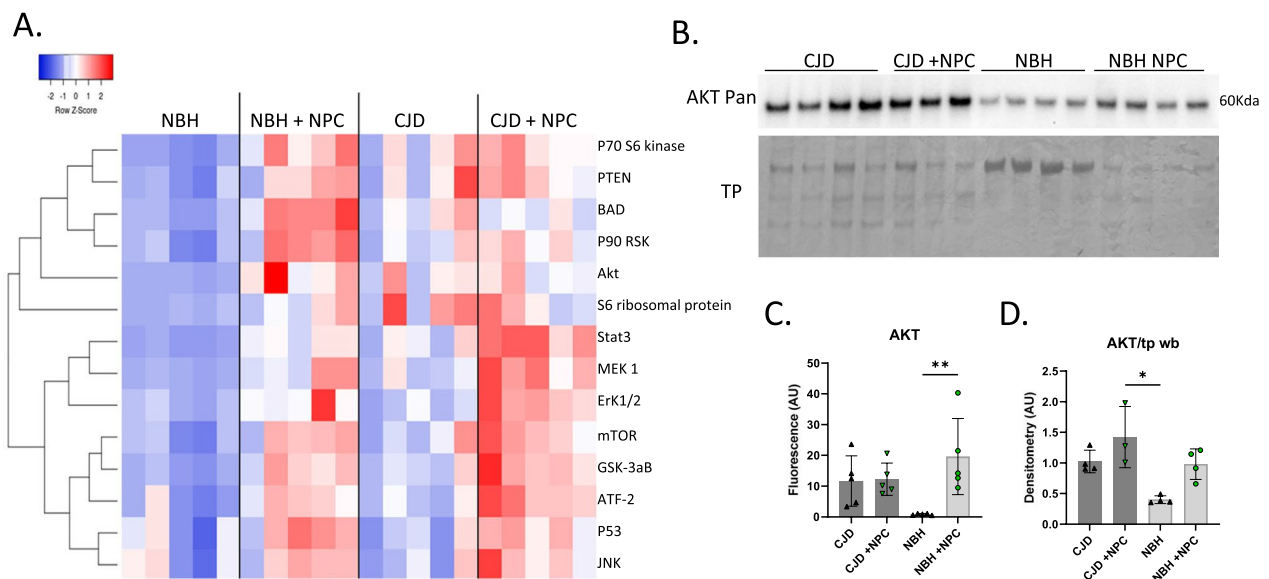 A.
-2 -1 0 1 2
Row Z-Score
NBH NBH + NPC CJD CJD + NPC
P70 S6 kinase
PTEN
BAD
P90 RSK
Akt
S6 ribosomal protein
Stat3
MEK 1
ErK1/2
mTOR
GSK-3aB
ATF-2
P53
JNK
B.
CJD CJD +NPC NBH NBH NPC
AKT Pan 60Kda
TP
C.
AKT
Fluorescence (AU)
50
40
30
20
10
0
**
CJD CJD +NPC NBH NBH +NPC
D.
AKT/tp wb
Densitometry (AU)
2.5
2.0
1.5
1.0
0.5
0.0
*
CJD CJD +NPC NBH NBH +NPC